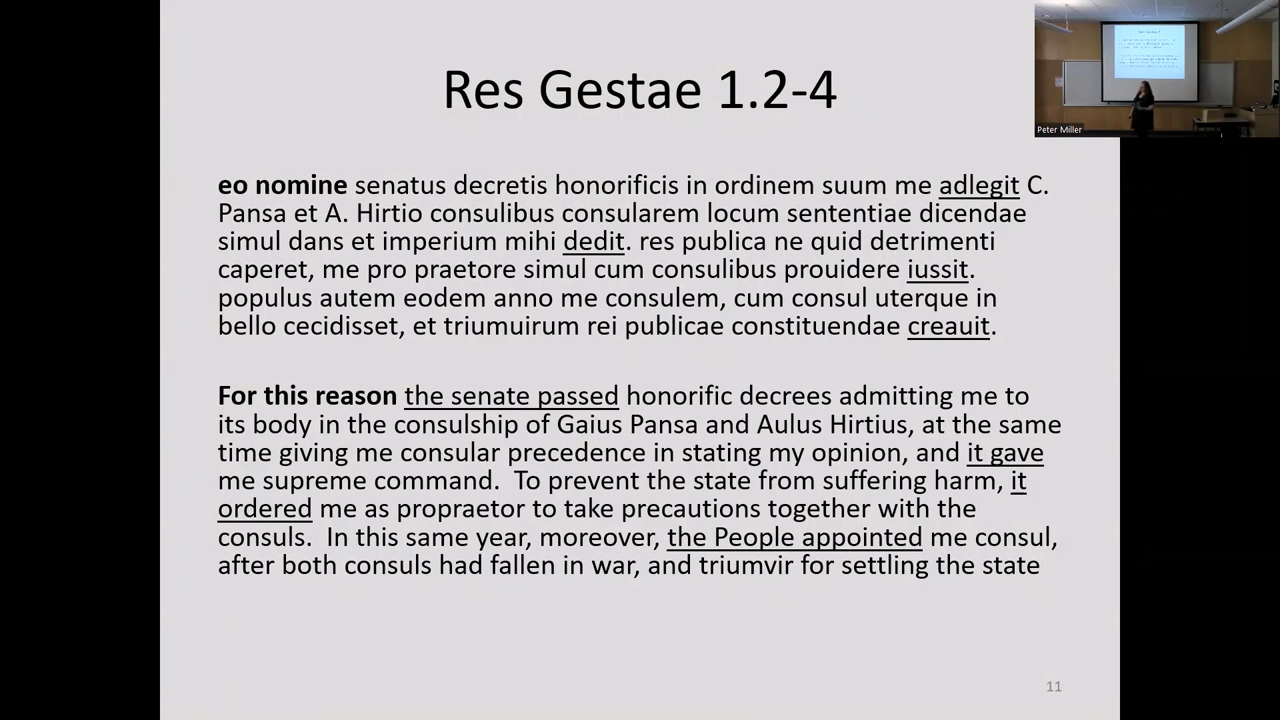 Res Gestae 1.2-4
Peter Miller
eo nomine senatus decretis honorificis in ordinem suum me adlegit C.
Pansa et A. Hirtio consulibus consularem locum sententiae dicendae
simul dans et imperium mihi dedit. res publica ne quid detrimenti
caperet, me pro praetore simul cum consulibus prouidere iussit.
populus autem eodem anno me consulem, cum consul uterque in
bello cecidisset, et triumuirum rei publicae constituendae creauit.
For this reason the senate passed honorific decrees admitting me to
its body in the consulship of Gaius Pansa and Aulus Hirtius, at the same
time giving me consular precedence in stating my opinion, and it gave
me supreme command.  To prevent the state from suffering harm, it
ordered me as propraetor to take precautions together with the
consuls.  In this same year, moreover, the People appointed me consul,
after both consuls had fallen in war, and triumvir for settling the state
11